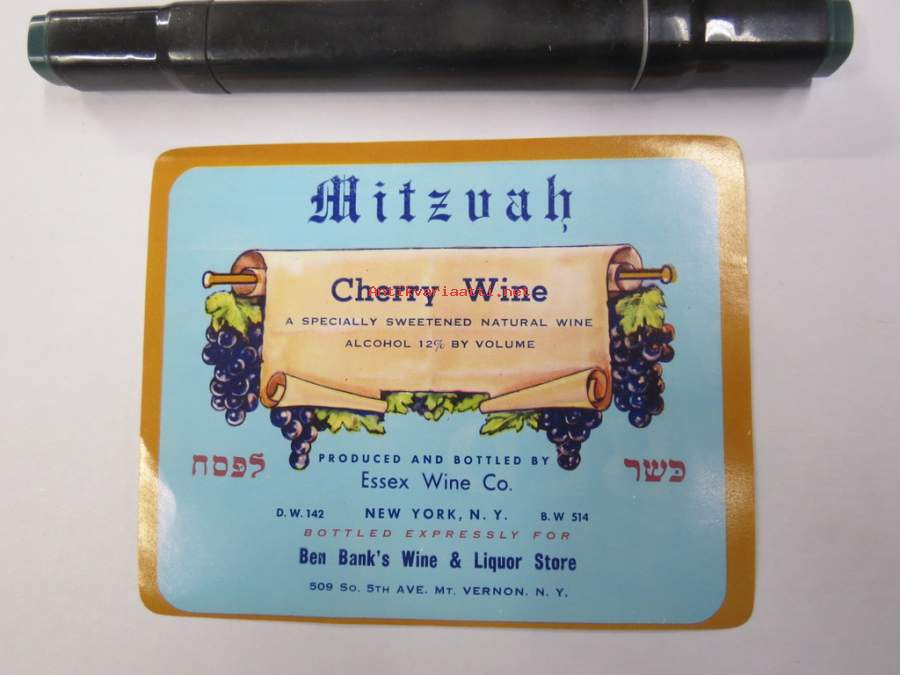 Mitzvah
Cherry Wine
Antikvariaatti.net
A SPECIALLY SWEETENED NATURAL WINE
ALCOHOL 12% BY VOLUME
כשר לפסח
PRODUCED AND BOTTLED BY
Essex Wine Co.
D.W. 142 NEW YORK, N. Y. B.W 514
BOTTLED EXPRESSLY FOR
Ben Bank's Wine & Liquor Store
509 SO. 5TH AVE. MT. VERNON. N. Y.